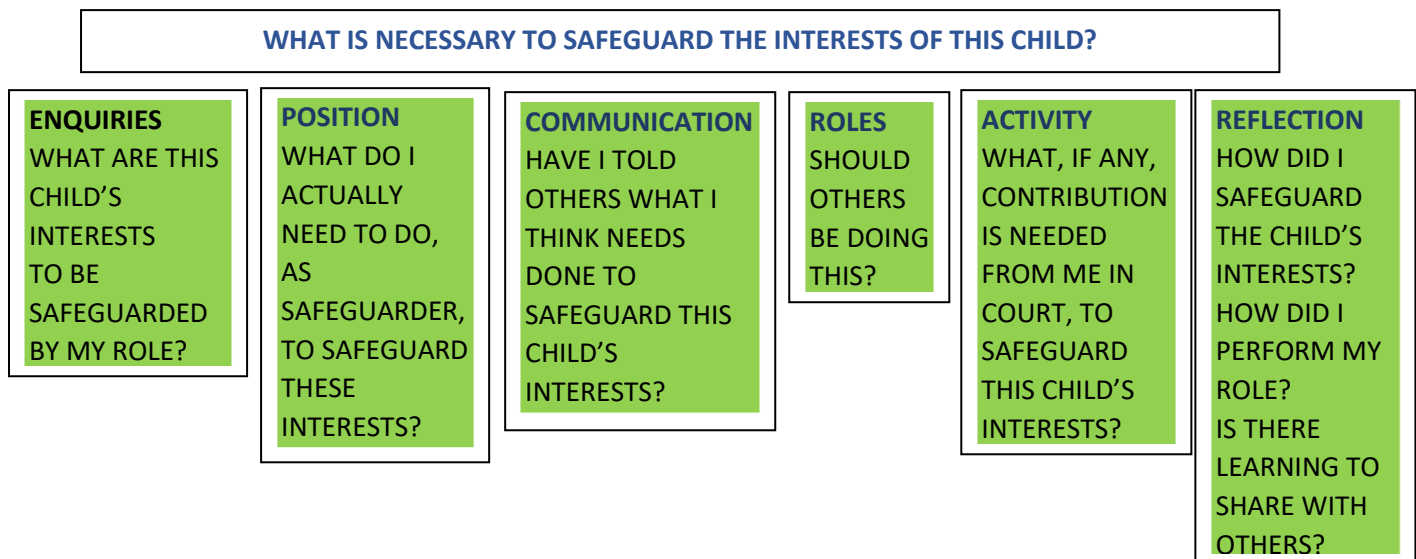 WHAT IS NECESSARY TO SAFEGUARD THE INTERESTS OF THIS CHILD?
ENQUIRIES
WHAT ARE THIS
CHILD’S
INTERESTS
TO BE
SAFEGUARDED
BY MY ROLE?
POSITION
WHAT DO I
ACTUALLY
NEED TO DO,
AS
SAFEGUARDER,
TO SAFEGUARD
THESE
INTERESTS?
COMMUNICATION
HAVE I TOLD
OTHERS WHAT I
THINK NEEDS
DONE TO
SAFEGUARD THIS
CHILD’S
INTERESTS?
ROLES
SHOULD
OTHERS
BE DOING
THIS?
ACTIVITY
WHAT, IF ANY,
CONTRIBUTION
IS NEEDED
FROM ME IN
COURT, TO
SAFEGUARD
THIS CHILD’S
INTERESTS?
REFLECTION
HOW DID I
SAFEGUARD
THE CHILD’S
INTERESTS?
HOW DID I
PERFORM MY
ROLE?
IS THERE
LEARNING TO
SHARE WITH
OTHERS?